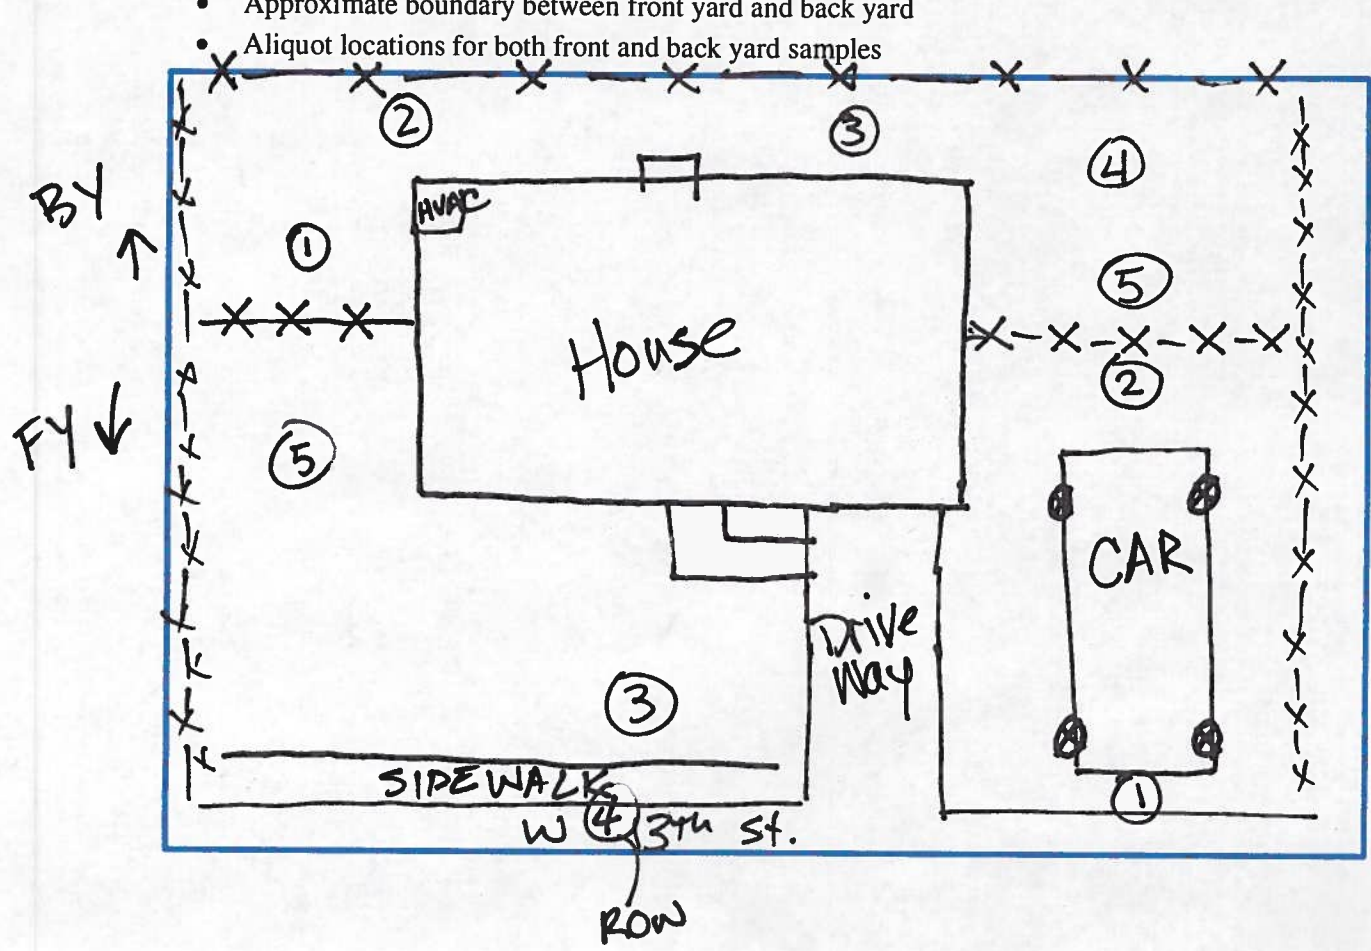 • Approximate boundary between front yard and back yard
• Aliquot locations for both front and back yard samples
② ③
④
BY ↑
HVAC
①
⑤
House
②
FY ↓
⑤
CAR
Drive
Way
③
SIDEWALK
①
W ④ 3th St.
ROW